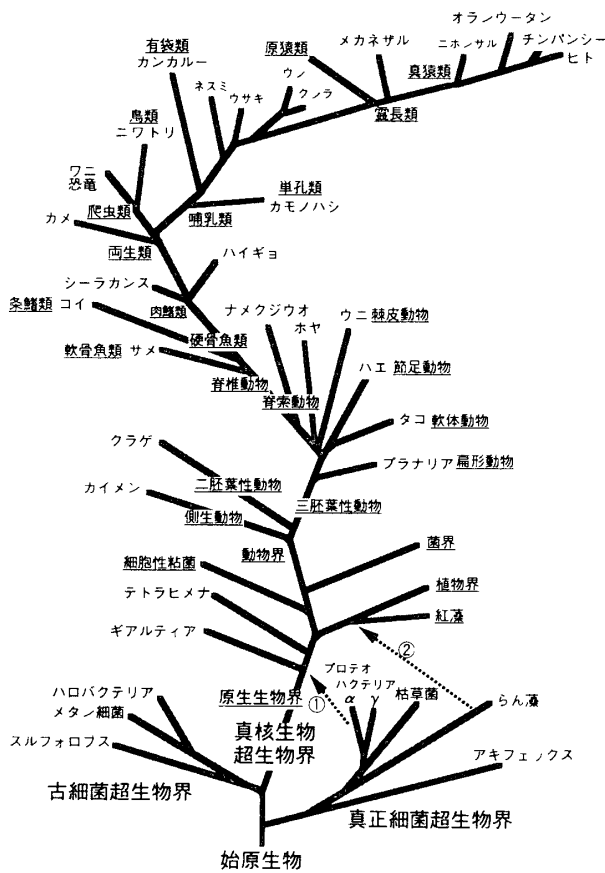 オランウータン
有袋類
カンガルー
原猿類
メカネザル
ニホンザル
チンパンシー
真猿類
ヒト
ネスミ
ウサキ
ウノ
クノラ
霊長類
鳥類
ニワトリ
ワニ
恐竜
単孔類
カモノハシ
爬虫類
哺乳類
カメ
両生類
ハイギョ
シーラカンス
肉鰭類
条鰭類 コイ
ナメクジウオ
ホヤ
ウニ 棘皮動物
硬骨魚類
軟骨魚類 サメ
ハエ 節足動物
脊椎動物
脊索動物
タコ 軟体動物
クラゲ
プラナリア 扁形動物
二胚葉性動物
カイメン
三胚葉性動物
側生動物
動物界
菌界
細胞性粘菌
植物界
テトラヒメナ
紅藻
ギアルティア
②
プロテオ
ハクテリア
α γ
①
枯草菌
らん藻
原生生物界
ハロバクテリア
メタン細菌
真核生物
超生物界
スルフォロブス
アキフェックス
古細菌超生物界
真正細菌超生物界
始原生物